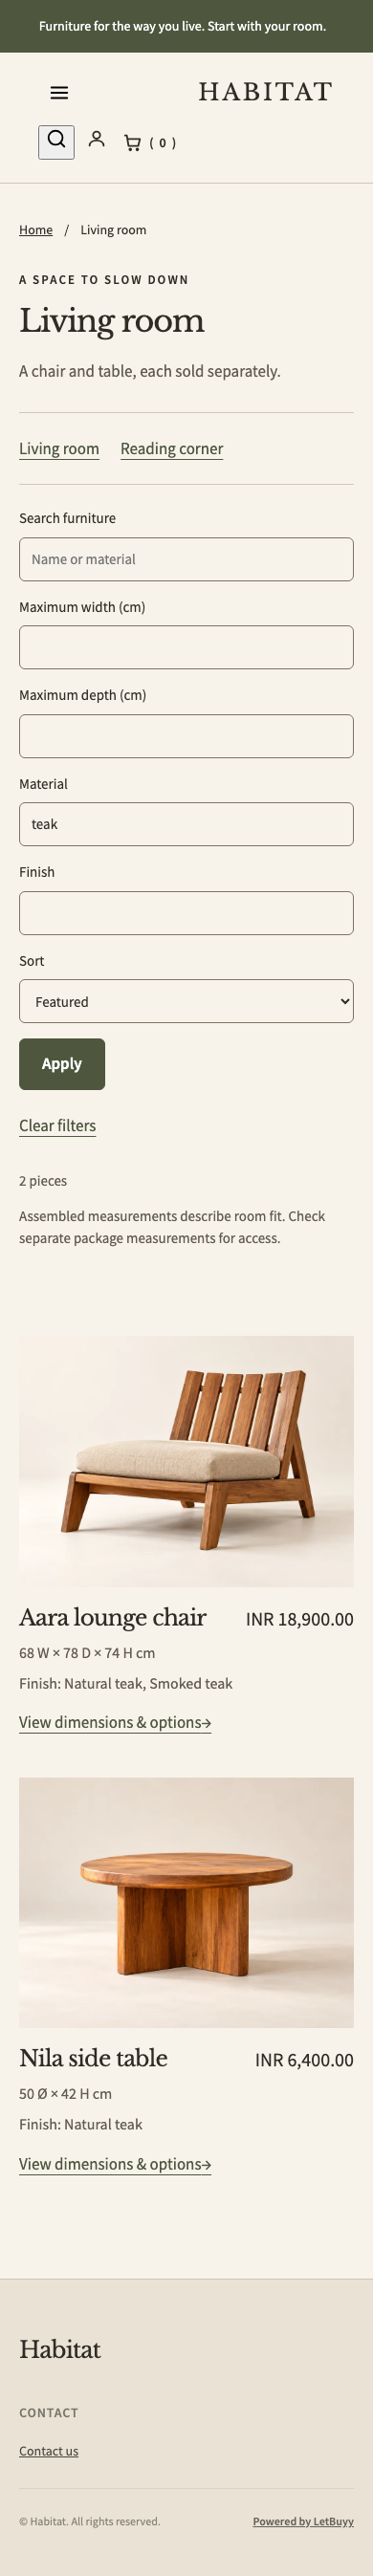 Furniture for the way you live. Start with your room.
HABITAT
( 0 )
Home / Living room
A SPACE TO SLOW DOWN
Living room
A chair and table, each sold separately.
Living room Reading corner
Search furniture
Name or material
Maximum width (cm)
Maximum depth (cm)
Material
teak
Finish
Sort
Featured
Apply
Clear filters
2 pieces
Assembled measurements describe room fit. Check
separate package measurements for access.
Aara lounge chair INR 18,900.00
68 W × 78 D × 74 H cm
Finish: Natural teak, Smoked teak
View dimensions & options→
Nila side table INR 6,400.00
50 Ø × 42 H cm
Finish: Natural teak
View dimensions & options→
Habitat
CONTACT
Contact us
© Habitat. All rights reserved. Powered by LetBuyy